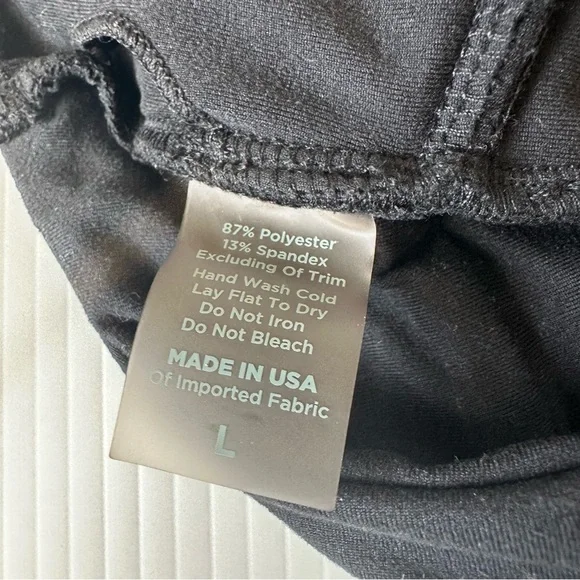 87% Polyester
13% Spandex
Excluding Of Trim
Hand Wash Cold
Lay Flat To Dry
Do Not Iron
Do Not Bleach
MADE IN USA
Of Imported Fabric
L